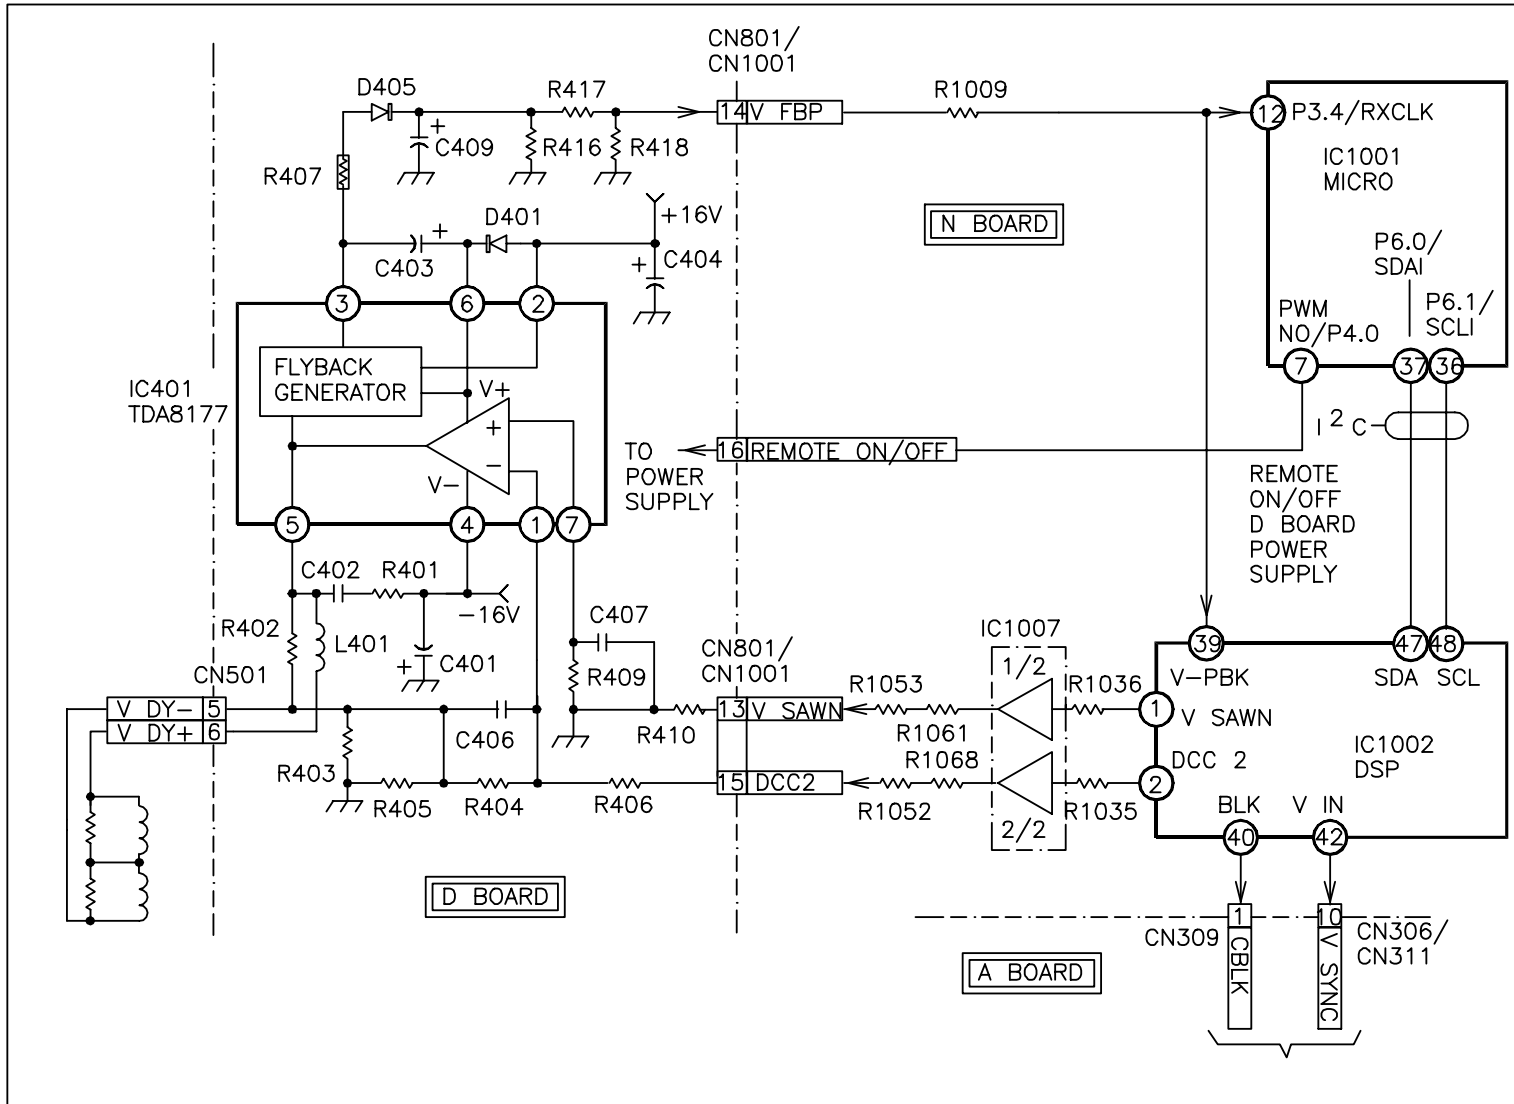 CN801/
CN1001
D405
R417
R1009
14 V FBP
12 P3.4/RXCLK
+
C409
R416
R418
IC1001
MICRO
R407
D401
+16V
N BOARD
+
C403
+
C404
P6.0/
SDAI
P6.1/
SCLI
PWM
NO/P4.0
3
6
2
7
37
36
FLYBACK
GENERATOR
V+
IC401
TDA8177
+
-
V-
I 2 C
TO
POWER
SUPPLY
16 REMOTE ON/OFF
REMOTE
ON/OFF
D BOARD
POWER
SUPPLY
5
4
1
7
C402
R401
-16V
C407
R402
L401
+
C401
CN801/
CN1001
IC1007
1/2
39
47
48
V-PBK
SDA
SCL
CN501
R409
R1053
R1036
V DY- 5
V DY+ 6
13 V SAWN
1
V SAWN
C406
R410
R1061
R1068
IC1002
DSP
R403
DCC 2
2
R405
R404
R406
15 DCC2
R1052
R1035
2/2
BLK
V IN
40
42
D BOARD
1
10
CN309
CBLK
V SYNC
CN306/
CN311
A BOARD